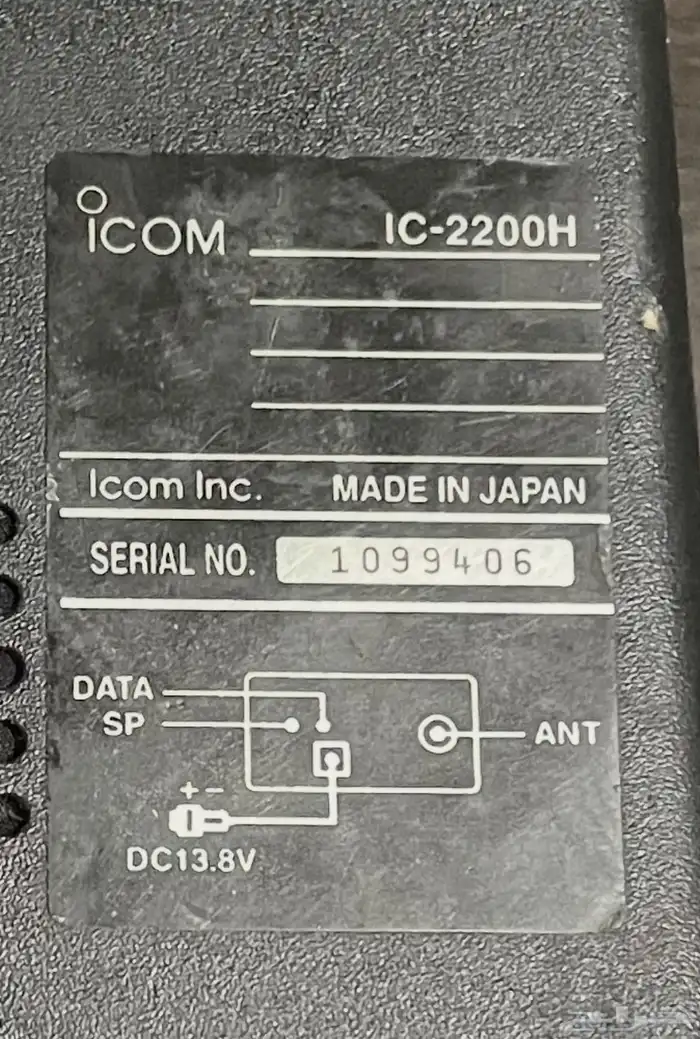 iCOM IC-2200H
Icom Inc. MADE IN JAPAN
SERIAL NO. 1099406
DATA
SP
ANT
+ -
DC13.8V